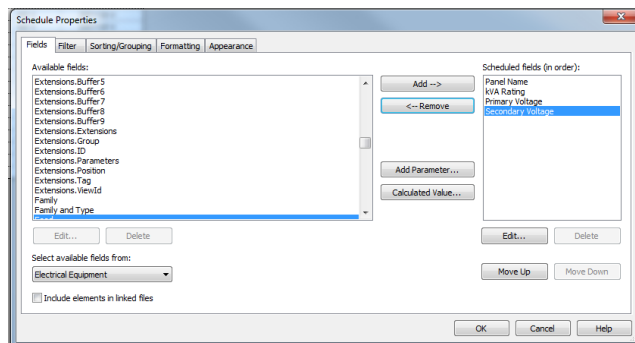 Schedule Properties
Fields Filter Sorting/Grouping Formatting Appearance
Available fields:
Extensions.Buffer5
Extensions.Buffer6
Extensions.Buffer7
Extensions.Buffer8
Extensions.Buffer9
Extensions.Extensions
Extensions.Group
Extensions.ID
Extensions.Parameters
Extensions.Position
Extensions.Tag
Extensions.ViewId
Family
Family and Type
Edit... Delete
Select available fields from:
Electrical Equipment
Include elements in linked files
Add -->
<-- Remove
Add Parameter...
Calculated Value...
Scheduled fields (in order):
Panel Name
kVA Rating
Primary Voltage
Secondary Voltage
Edit... Delete
Move Up Move Down
OK Cancel Help